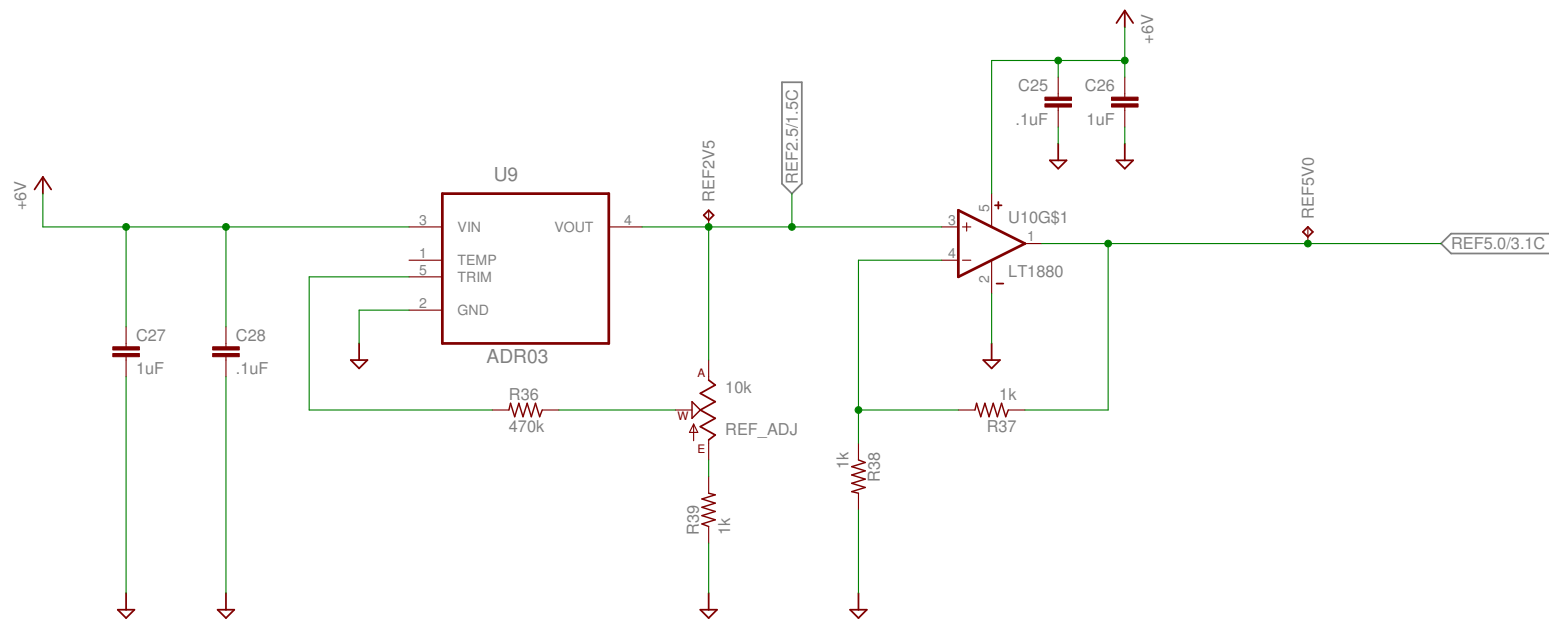 +6V
C25
.1uF
C26
1uF
REF2.5/1.5C
REF2V5
REF5V0
+6V
U9
3
VIN
VOUT
4
1
TEMP
5
TRIM
2
GND
ADR03
5
+
3
+
U10G$1
1
4
−
LT1880
2
−
REF5.0/3.1C
C27
1uF
C28
.1uF
A
10k
R36
470k
W
REF_ADJ
E
1k
R37
R39
1k
1k
R38